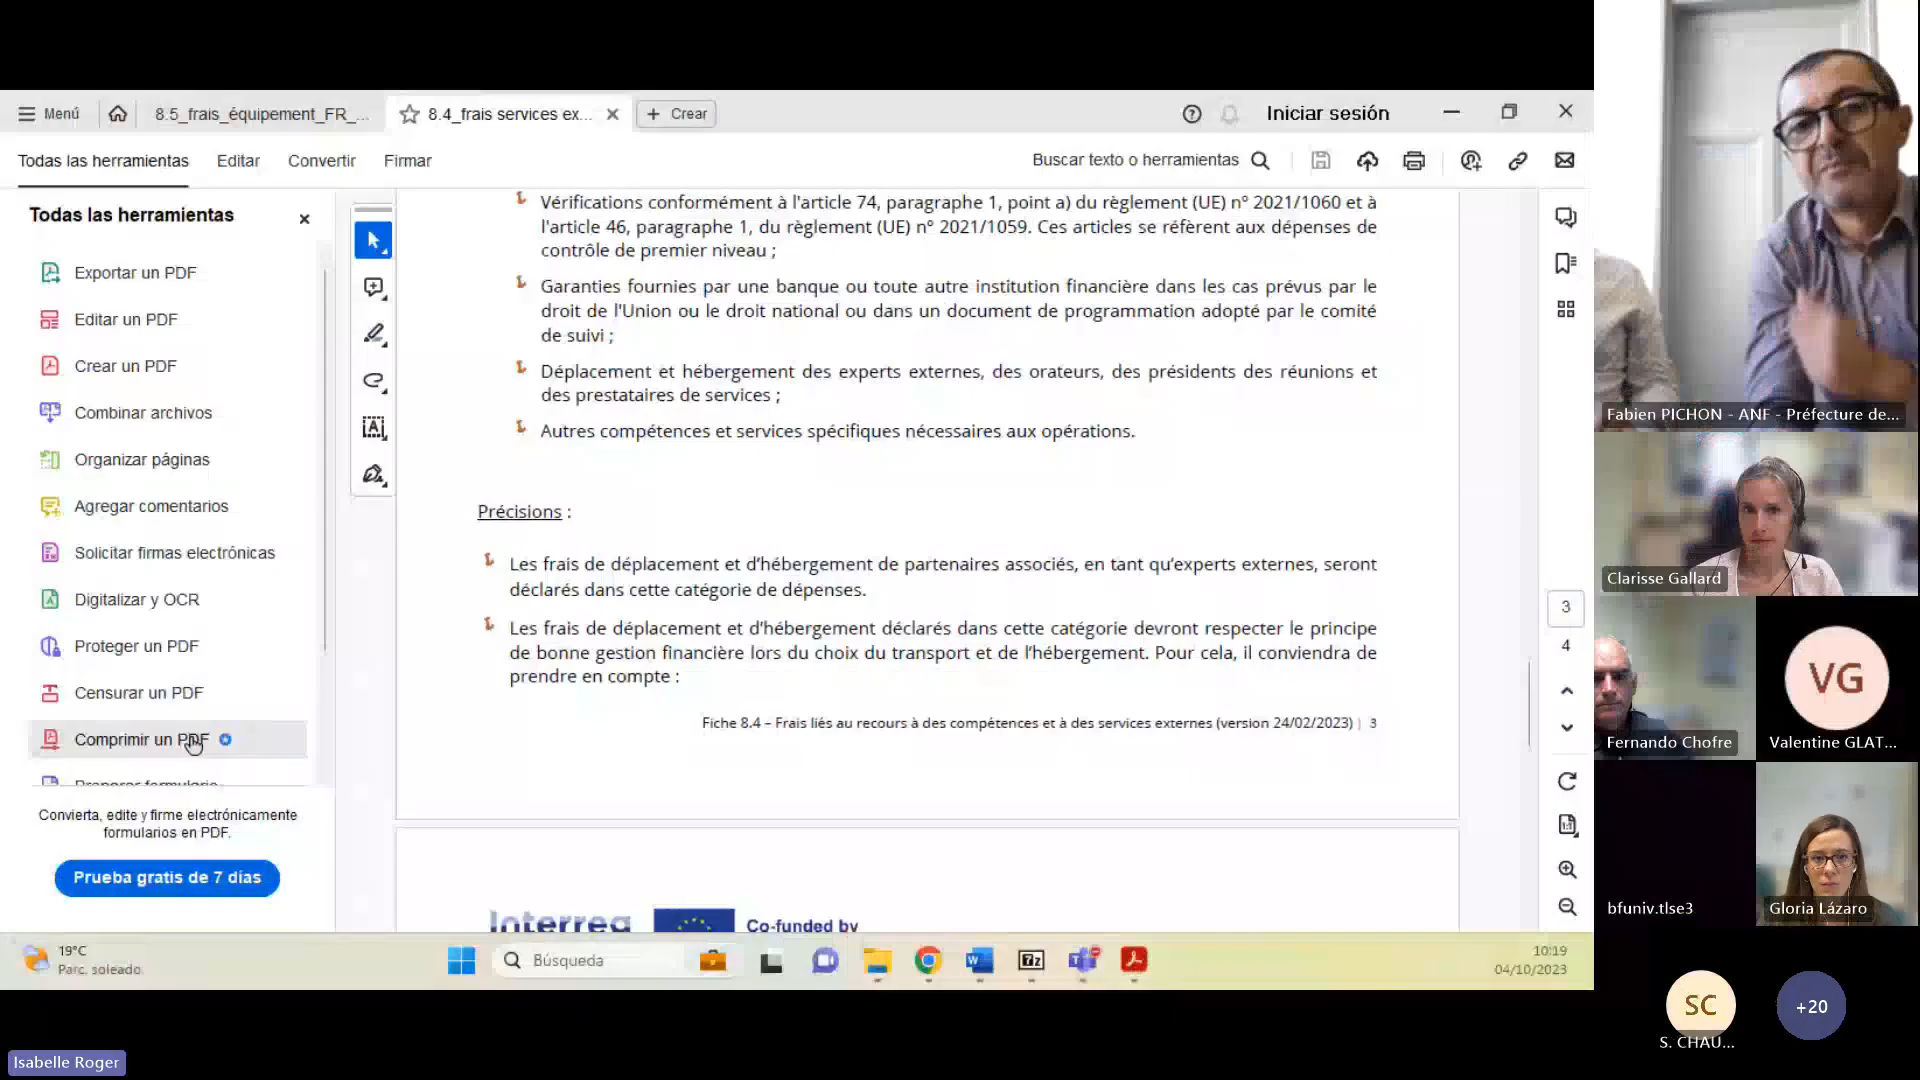 Menú
8.5_frais_équipement_FR_...
8.4_frais services ex...
Crear
Iniciar sesión
Todas las herramientas
Editar
Convertir
Firmar
Buscar texto o herramientas
Todas las herramientas
Exportar un PDF
Editar un PDF
Crear un PDF
Combinar archivos
Organizar páginas
Agregar comentarios
Solicitar firmas electrónicas
Digitalizar y OCR
Proteger un PDF
Censurar un PDF
Comprimir un PDF
Preparar formulario
Convierta, edite y firme electrónicamente
formularios en PDF.
Prueba gratis de 7 días
Vérifications conformément à l'article 74, paragraphe 1, point a) du règlement (UE) nº 2021/1060 et à
l'article 46, paragraphe 1, du règlement (UE) nº 2021/1059. Ces articles se réfèrent aux dépenses de
contrôle de premier niveau ;
Garanties fournies par une banque ou toute autre institution financière dans les cas prévus par le
droit de l'Union ou le droit national ou dans un document de programmation adopté par le comité
de suivi ;
Déplacement et hébergement des experts externes, des orateurs, des présidents des réunions et
des prestataires de services ;
Autres compétences et services spécifiques nécessaires aux opérations.
Précisions :
Les frais de déplacement et d’hébergement de partenaires associés, en tant qu’experts externes, seront
déclarés dans cette catégorie de dépenses.
Les frais de déplacement et d’hébergement déclarés dans cette catégorie devront respecter le principe
de bonne gestion financière lors du choix du transport et de l’hébergement. Pour cela, il conviendra de
prendre en compte :
Fiche 8.4 – Frais liés au recours à des compétences et à des services externes (version 24/02/2023) | 3
Interreg
Co-funded by
3
4
19°C
Parc. soleado
Búsqueda
10:19
04/10/2023
Fabien PICHON - ANF - Préfecture de...
Clarisse Gallard
Fernando Chofre
VG
Valentine GLAT...
bfuniv.tlse3
Gloria Lázaro
SC
S. CHAU...
+20
Isabelle Roger